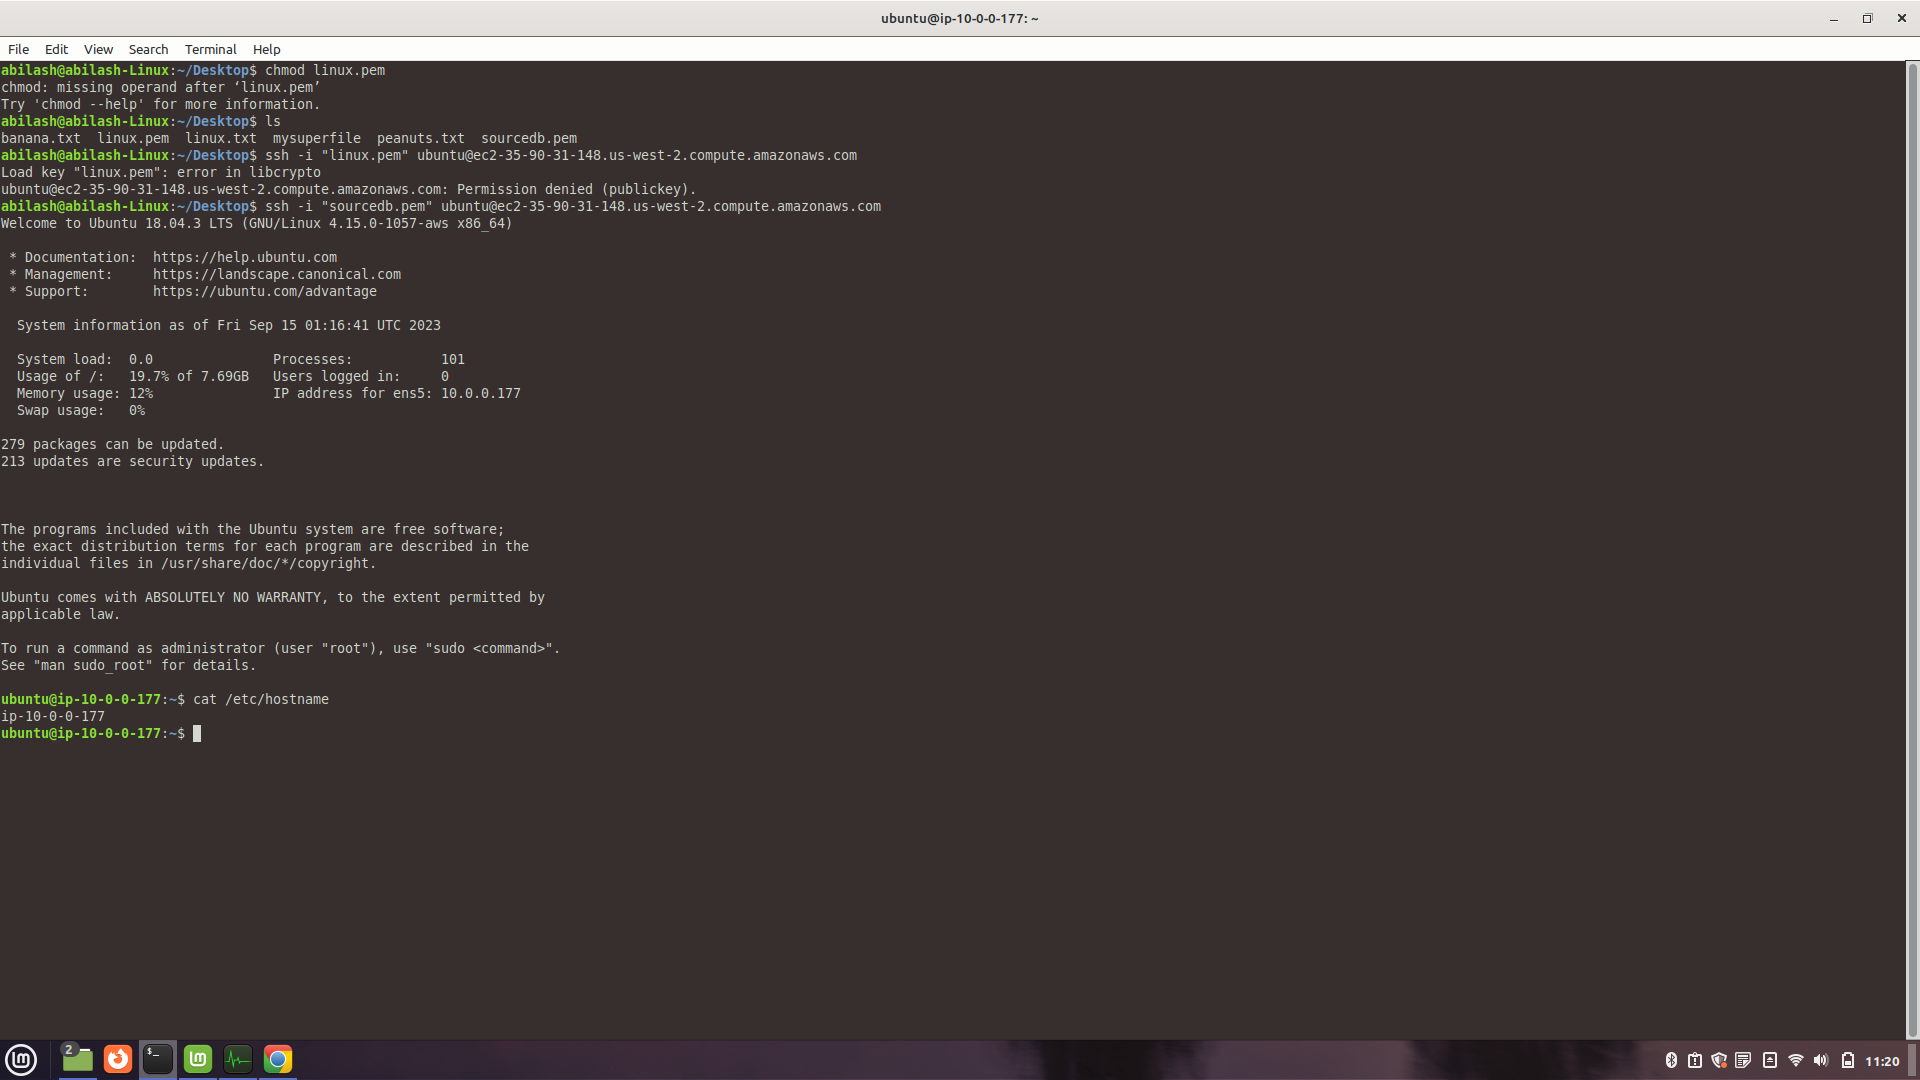 ubuntu@ip-10-0-0-177: ~
File Edit View Search Terminal Help
abilash@abilash-Linux:~/Desktop$ chmod linux.pem
chmod: missing operand after ‘linux.pem’
Try 'chmod --help' for more information.
abilash@abilash-Linux:~/Desktop$ ls
banana.txt  linux.pem  linux.txt  mysuperfile  peanuts.txt  sourcedb.pem
abilash@abilash-Linux:~/Desktop$ ssh -i "linux.pem" ubuntu@ec2-35-90-31-148.us-west-2.compute.amazonaws.com
Load key "linux.pem": error in libcrypto
ubuntu@ec2-35-90-31-148.us-west-2.compute.amazonaws.com: Permission denied (publickey).
abilash@abilash-Linux:~/Desktop$ ssh -i "sourcedb.pem" ubuntu@ec2-35-90-31-148.us-west-2.compute.amazonaws.com
Welcome to Ubuntu 18.04.3 LTS (GNU/Linux 4.15.0-1057-aws x86_64)
 * Documentation:  https://help.ubuntu.com
 * Management:     https://landscape.canonical.com
 * Support:        https://ubuntu.com/advantage
  System information as of Fri Sep 15 01:16:41 UTC 2023
  System load:  0.0               Processes:           101
  Usage of /:   19.7% of 7.69GB   Users logged in:     0
  Memory usage: 12%               IP address for ens5: 10.0.0.177
  Swap usage:   0%
279 packages can be updated.
213 updates are security updates.
The programs included with the Ubuntu system are free software;
the exact distribution terms for each program are described in the
individual files in /usr/share/doc/*/copyright.
Ubuntu comes with ABSOLUTELY NO WARRANTY, to the extent permitted by
applicable law.
To run a command as administrator (user "root"), use "sudo <command>".
See "man sudo_root" for details.
ubuntu@ip-10-0-0-177:~$ cat /etc/hostname
ip-10-0-0-177
ubuntu@ip-10-0-0-177:~$
2
11:20